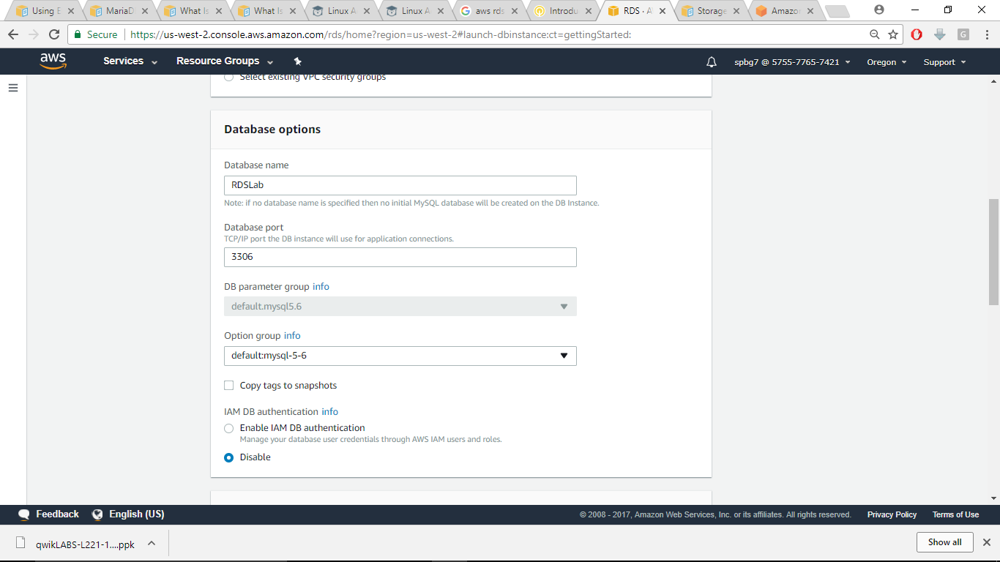 Using E
MariaD
What Is
What Is
Linux A
Linux A
aws rds
Introdu
RDS · A
Storage
Amazon
Secure
https://us-west-2.console.aws.amazon.com/rds/home?region=us-west-2#launch-dbinstance:ct=gettingStarted:
G
aws
Services
Resource Groups
spbg7 @ 5755-7765-7421
Oregon
Support
Select existing VPC security groups
Database options
Database name
RDSLab
Note: if no database name is specified then no initial MySQL database will be created on the DB Instance.
Database port
TCP/IP port the DB instance will use for application connections.
3306
DB parameter group info
default.mysql5.6
Option group info
default:mysql-5-6
Copy tags to snapshots
IAM DB authentication info
Enable IAM DB authentication
Manage your database user credentials through AWS IAM users and roles.
Disable
Feedback
English (US)
© 2008 - 2017, Amazon Web Services, Inc. or its affiliates. All rights reserved.
Privacy Policy
Terms of Use
qwikLABS-L221-1....ppk
Show all